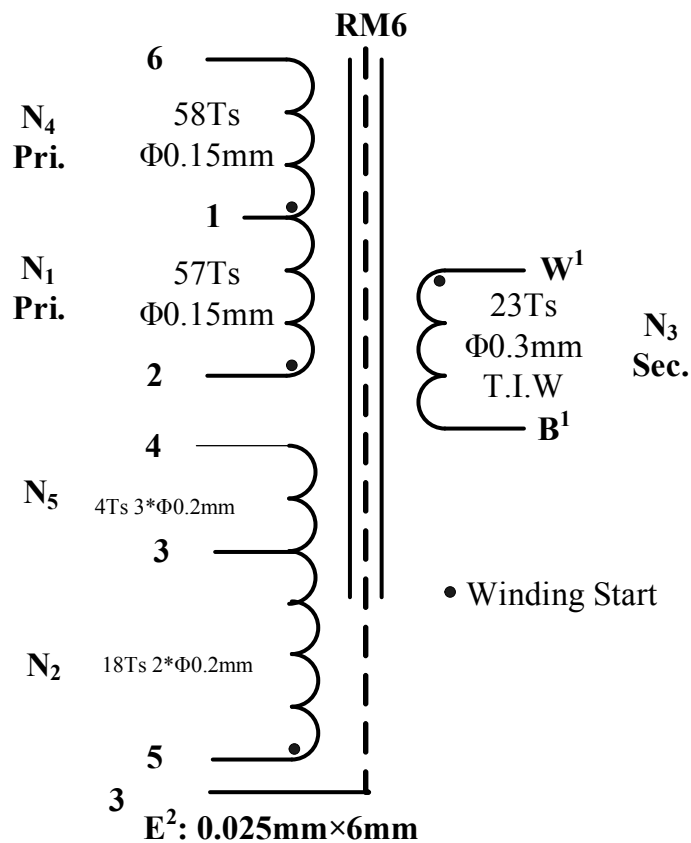 RM6
6
N₄
Pri.
58Ts
Φ0.15mm
1
N₁
Pri.
57Ts
Φ0.15mm
2
W¹
23Ts
Φ0.3mm
T.I.W
B¹
N₃
Sec.
4
N₅
4Ts 3*Φ0.2mm
3
N₂
18Ts 2*Φ0.2mm
5
• Winding Start
3
E²: 0.025mm×6mm